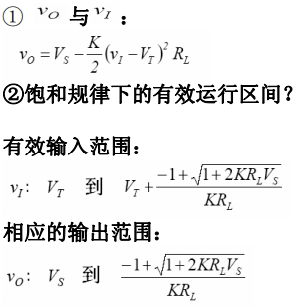 ① v_O 与 v_I :
v_O = V_S − \frac{K}{2}(v_I − V_T)^2 R_L
②饱和规律下的有效运行区间?
有效输入范围:
v_I: V_T 到 V_T + \frac{−1+\sqrt{1+2KR_LV_S}}{KR_L}
相应的输出范围:
v_O: V_S 到 \frac{−1+\sqrt{1+2KR_LV_S}}{KR_L}